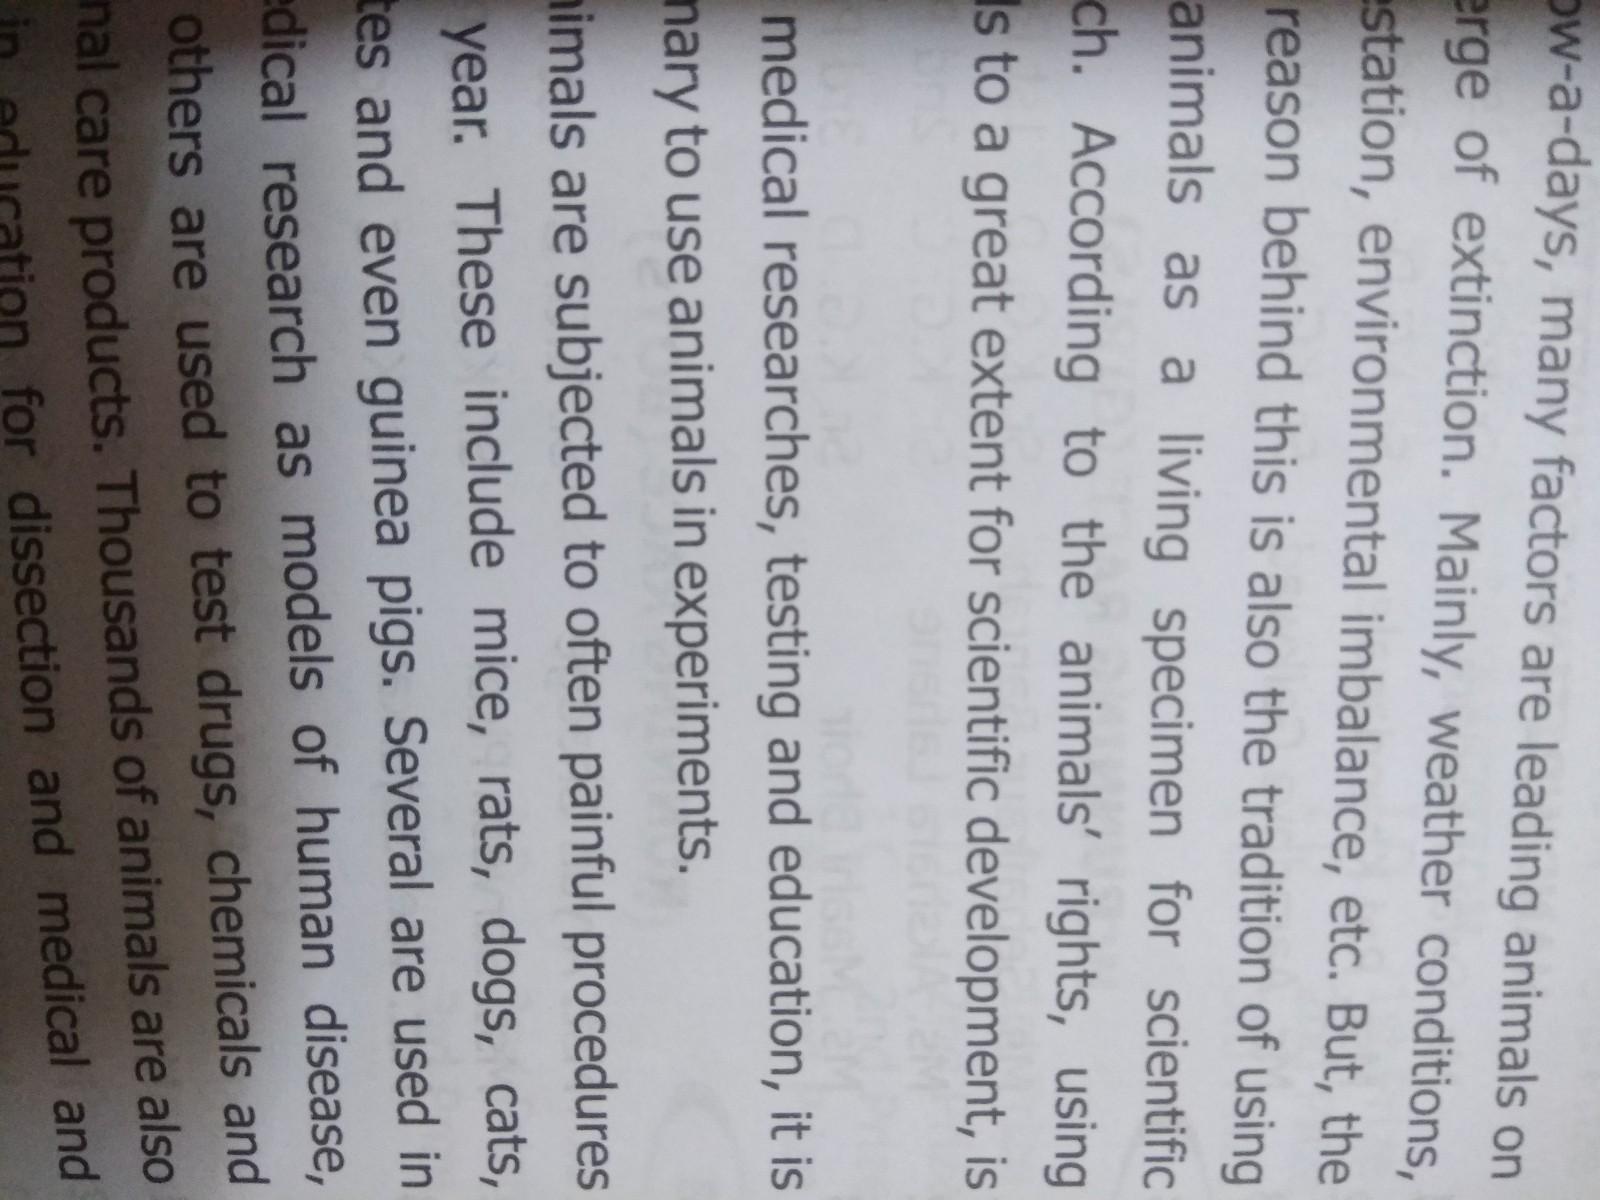 ow-a-days, many factors are leading animals on
erge of extinction. Mainly, weather conditions,
estation, environmental imbalance, etc. But, the
reason behind this is also the tradition of using
animals as a living specimen for scientific
ch. According to the animals' rights, using
ls to a great extent for scientific development, is
medical researches, testing and education, it is
nary to use animals in experiments.
nimals are subjected to often painful procedures
year. These include mice, rats, dogs, cats,
tes and even guinea pigs. Several are used in
edical research as models of human disease,
others are used to test drugs, chemicals and
nal care products. Thousands of animals are also
in education for dissection and medical and